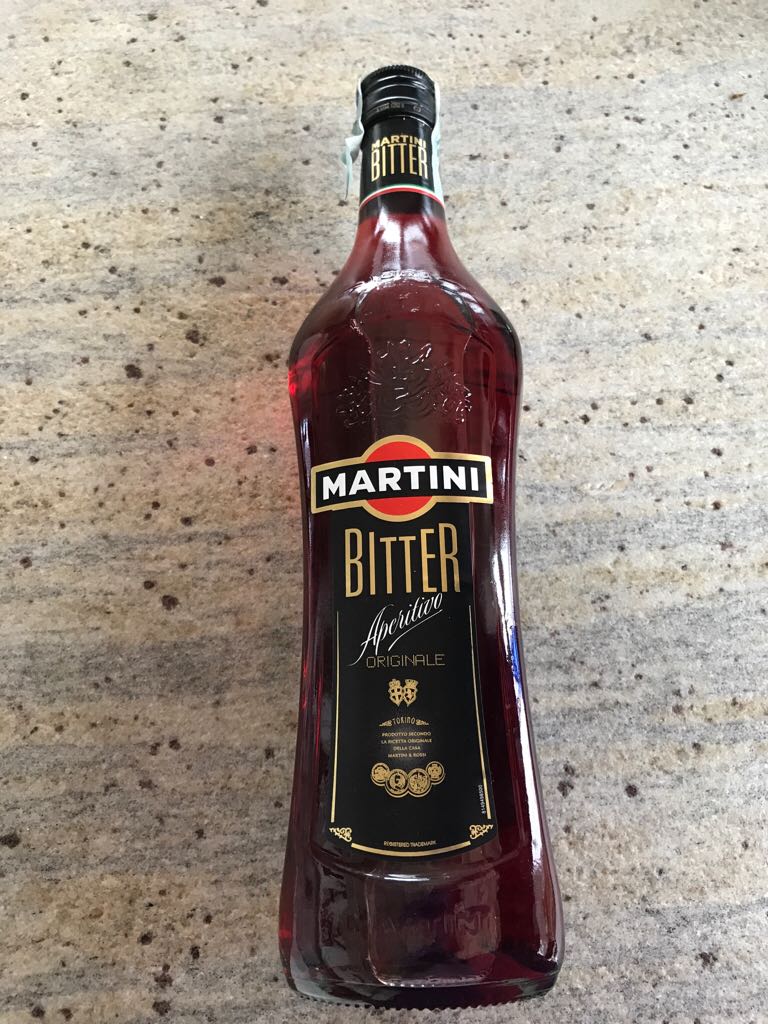 MARTINI
BITTER
MARTINI
BITTER
Aperitivo
ORIGINALE
TORINO
PRODOTTO SECONDO
LA RICETTA ORIGINALE
DELLA CASA
MARTINI & ROSSI
REGISTERED TRADEMARK